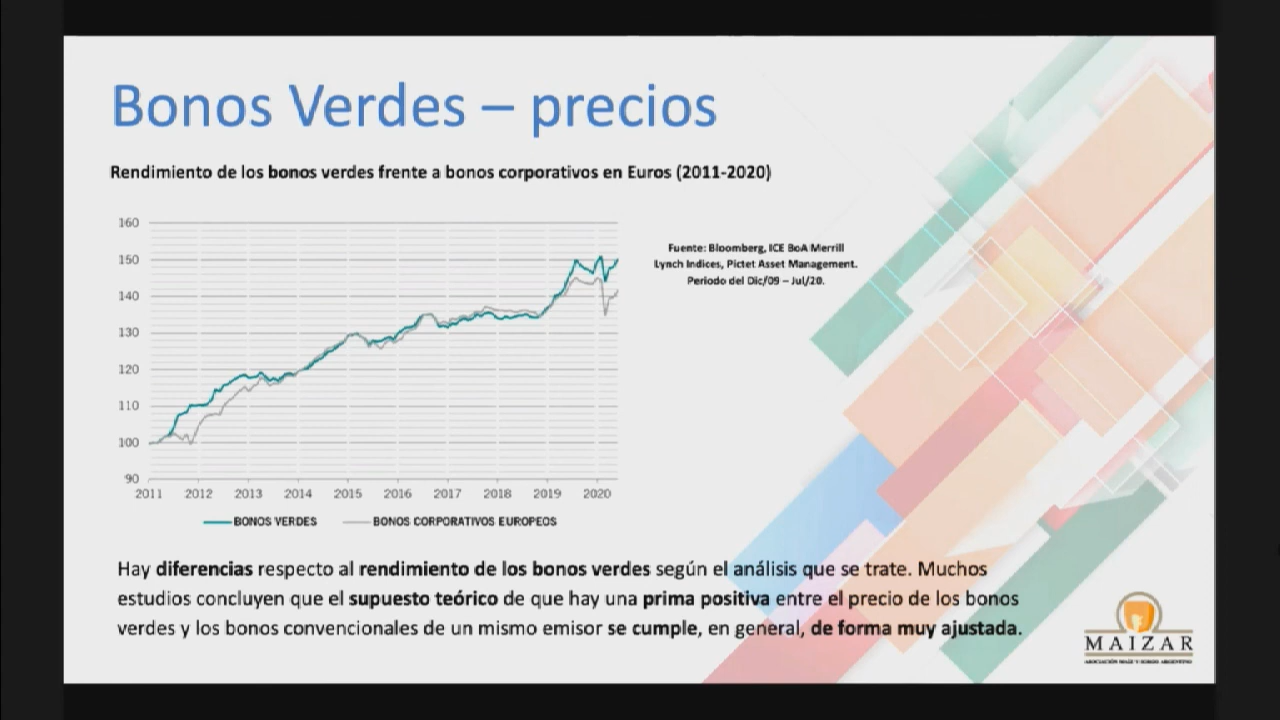 Bonos Verdes – precios
Rendimiento de los bonos verdes frente a bonos corporativos en Euros (2011-2020)
160
150
140
130
120
110
100
90
2011 2012 2013 2014 2015 2016 2017 2018 2019 2020
BONOS VERDES BONOS CORPORATIVOS EUROPEOS
Fuente: Bloomberg, ICE BoA Merrill
Lynch Indices, Pictet Asset Management.
Periodo del Dic/09 – Jul/20.
Hay diferencias respecto al rendimiento de los bonos verdes según el análisis que se trate. Muchos
estudios concluyen que el supuesto teórico de que hay una prima positiva entre el precio de los bonos
verdes y los bonos convencionales de un mismo emisor se cumple, en general, de forma muy ajustada.
MAIZAR
ASOCIACIÓN MAIZ Y SORGO ARGENTINO